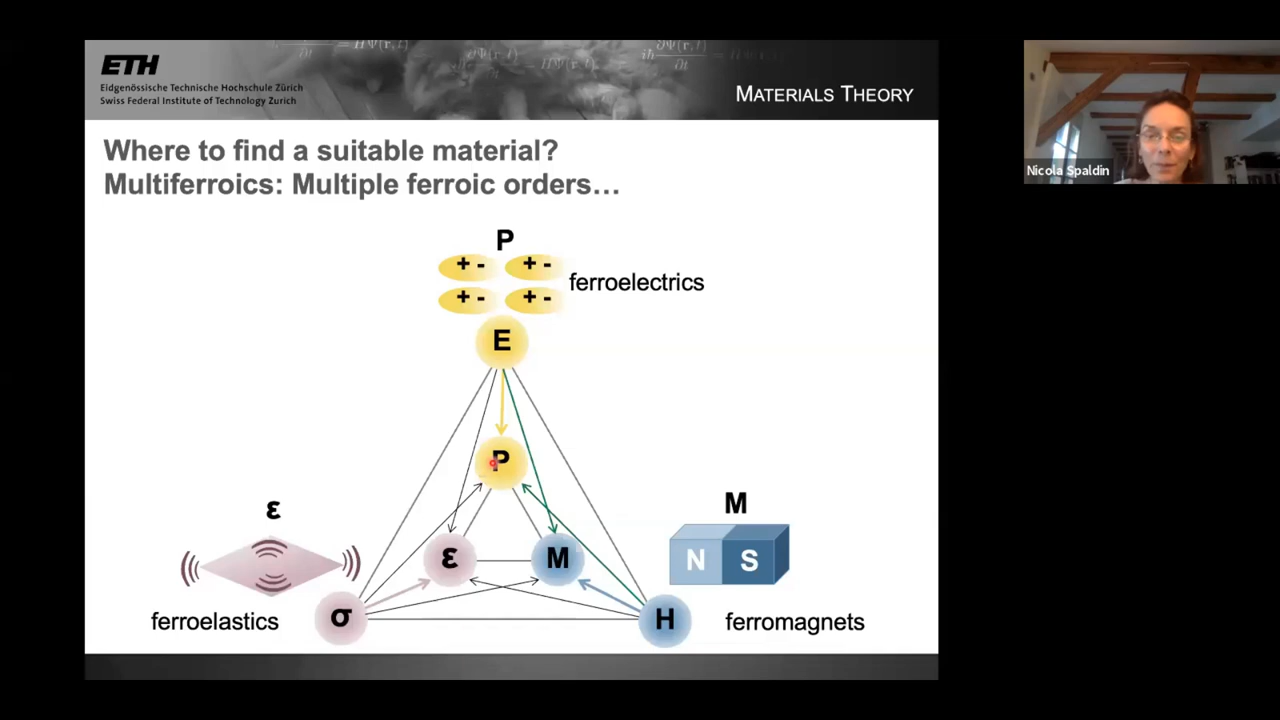 ETH
Eidgenössische Technische Hochschule Zürich
Swiss Federal Institute of Technology Zurich
MATERIALS THEORY
Where to find a suitable material?
Multiferroics: Multiple ferroic orders…
P
+ - + -
+ - + -
ferroelectrics
E
P
ε
M
ε
M
N S
σ
H
ferroelastics
ferromagnets
Nicola Spaldin